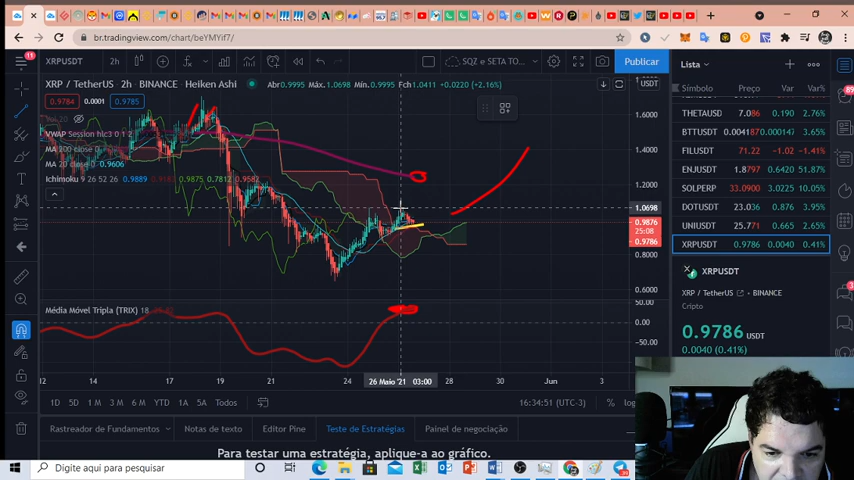 br.tradingview.com/chart/beYMYif7/
11
XRPUSDT
2h
SQZ e SETA TO...
Publicar
Lista
XRP / TetherUS • 2h • BINANCE
Heiken Ashi
Abr0.9995 Máx.1.0698 Mín.0.9995 Fch1.0411 +0.0220 (+2.16%)
0.9784 0.0001 0.9785
Vol 20
VWAP Session hlc3 0 1 2
MA 200 close 0
MA 20 close 0 0.9606
Ichimoku 9 26 52 26 0.9889 0.9875 0.7812 0.9582
USDT
1.6000
1.4000
1.2000
1.0698
0.9876
25:08
0.9786
0.8000
0.6000
Média Móvel Tripla (TRIX) 18
50.00
0.00
-50.00
12 14 17 19 21 24 26 Maio '21 03:00 28 Jun 3
1D 5D 1M 3M 6M YTD 1A 5A Todos
16:34:51 (UTC-3) % log
Rastreador de Fundamentos Notas de texto Editor Pine Teste de Estratégias Painel de negociação
Para testar uma estratégia, aplique-a ao gráfico.
Símbolo Preço Var Var%
THETAUSD 7.086 0.190 2.76%
BTTUSDT 0.004187 0.000147 3.65%
FILUSDT 71.22 -1.02 -1.41%
ENJUSDT 1.8797 0.6420 51.87%
SOLPERP 33.0900 3.0225 10.05%
DOTUSDT 23.036 0.876 3.95%
UNIUSDT 25.771 0.665 2.65%
XRPUSDT 0.9786 0.0040 0.41%
XRPUSDT
XRP / TetherUS • BINANCE
Cripto
0.9786 USDT
0.0040 (0.41%)
Digite aqui para pesquisar